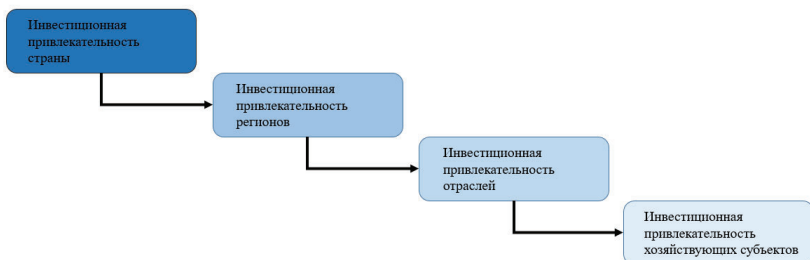 Инвестиционная
привлекательность
страны
Инвестиционная
привлекательность
регионов
Инвестиционная
привлекательность
отраслей
Инвестиционная
привлекательность
хозяйствующих субъектов